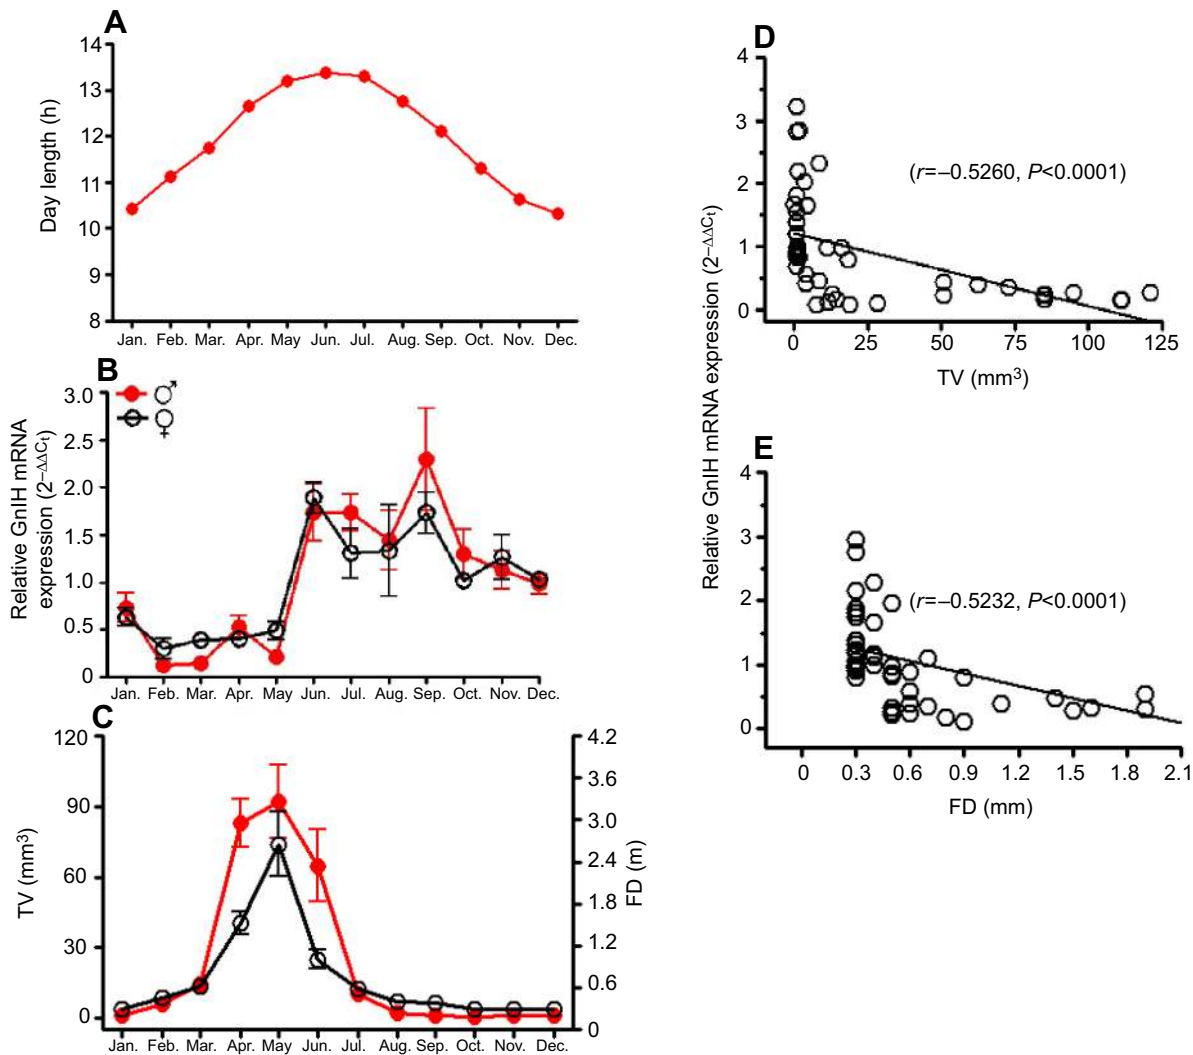 A
14
13
12
11
10
9
8
Day length (h)
Jan. Feb. Mar. Apr. May Jun. Jul. Aug. Sep. Oct. Nov. Dec.
B
3.0
2.5
2.0
1.5
1.0
0.5
0
Relative GnIH mRNA
expression (2−ΔΔCt)
♂
♀
Jan. Feb. Mar. Apr. May Jun. Jul. Aug. Sep. Oct. Nov. Dec.
C
120
90
60
30
0
TV (mm3)
4.2
3.6
3.0
2.4
1.8
1.2
0.6
0
FD (m)
Jan. Feb. Mar. Apr. May Jun. Jul. Aug. Sep. Oct. Nov. Dec.
Relative GnIH mRNA expression (2−ΔΔCt)
D
4
3
2
1
0
(r=−0.5260, P<0.0001)
0 25 50 75 100 125
TV (mm3)
E
4
3
2
1
0
(r=−0.5232, P<0.0001)
0 0.3 0.6 0.9 1.2 1.5 1.8 2.1
FD (mm)